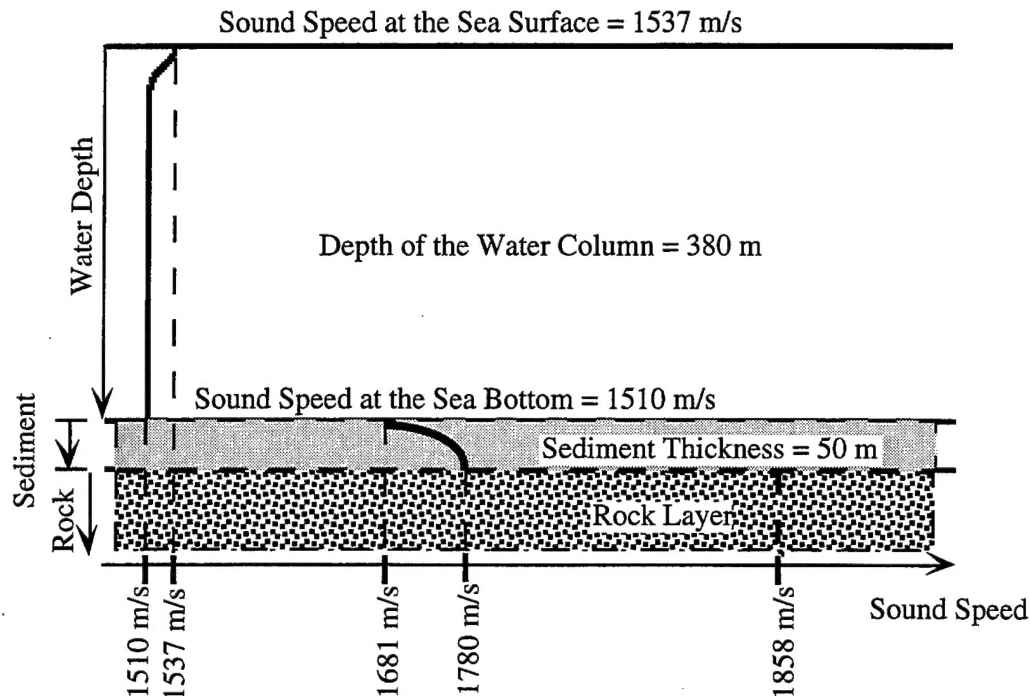 Sound Speed at the Sea Surface = 1537 m/s
Water Depth
Depth of the Water Column = 380 m
Sound Speed at the Sea Bottom = 1510 m/s
Sediment
Sediment Thickness = 50 m
Rock
Rock Layer
1510 m/s
1537 m/s
1681 m/s
1780 m/s
1858 m/s
Sound Speed